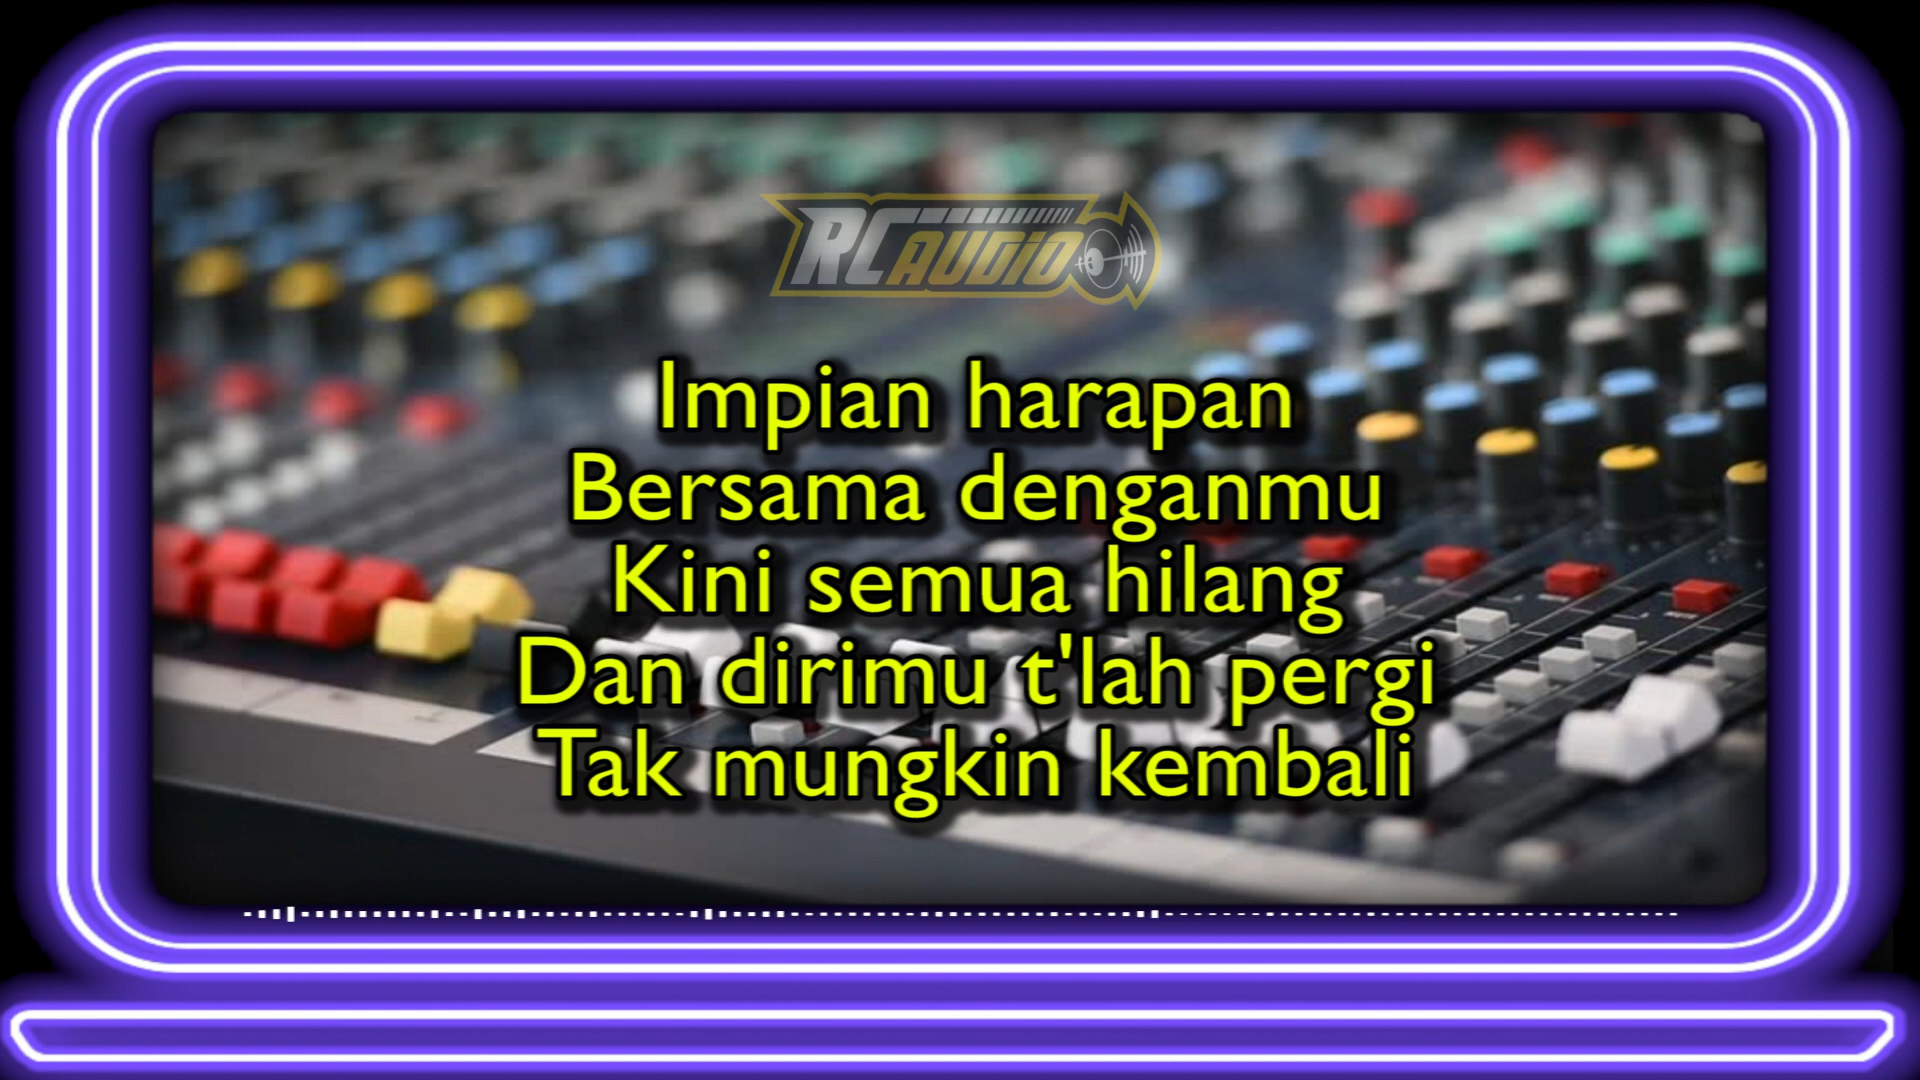 RC AUDIO
Impian harapan
Bersama denganmu
Kini semua hilang
Dan dirimu t'lah pergi
Tak mungkin kembali